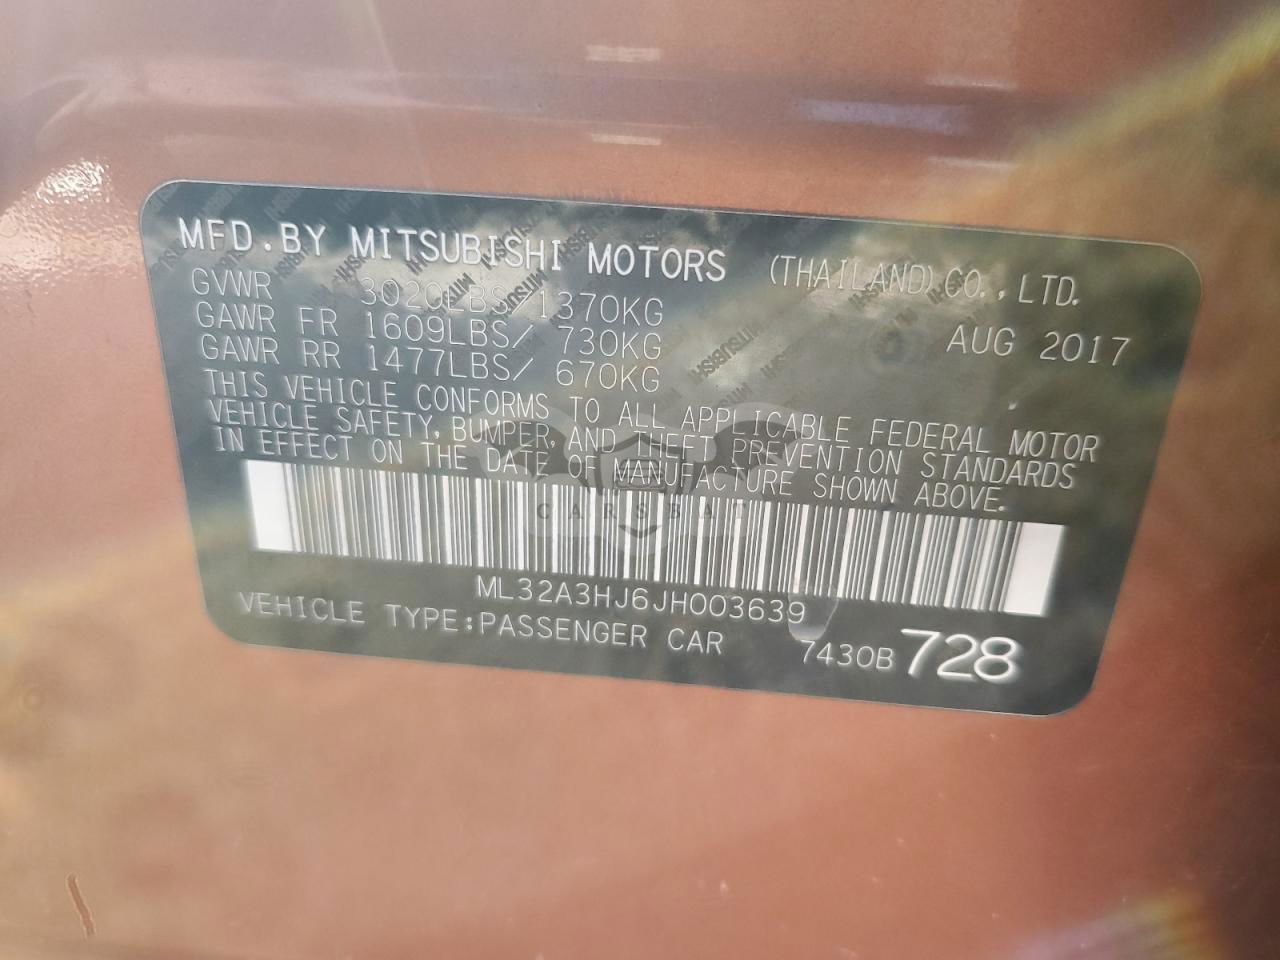 MFD.BY MITSUBISHI MOTORS (THAILAND)CO.,LTD.
GVWR 3020LBS/1370KG
GAWR FR 1609LBS/ 730KG AUG 2017
GAWR RR 1477LBS/ 670KG
THIS VEHICLE CONFORMS TO ALL APPLICABLE FEDERAL MOTOR
VEHICLE SAFETY, BUMPER, AND THEFT PREVENTION STANDARDS
IN EFFECT ON THE DATE OF MANUFACTURE SHOWN ABOVE.
CARSBAT
ML32A3HJ6JH003639
VEHICLE TYPE:PASSENGER CAR 7430B 728